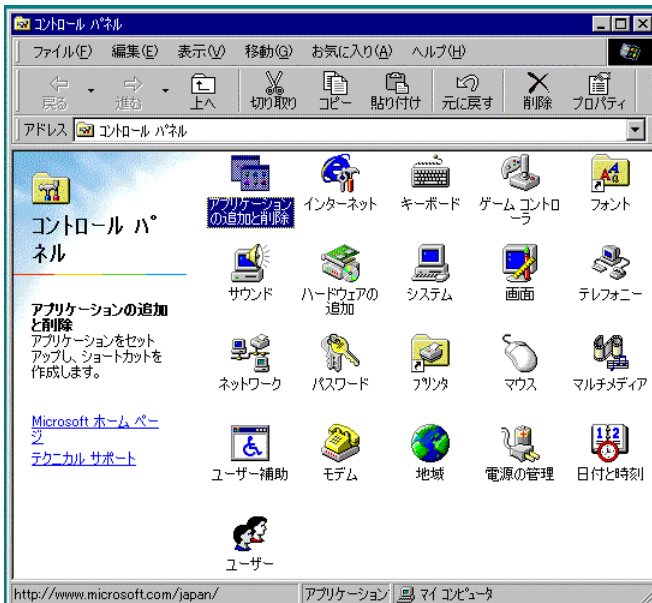 コントロール パネル
ファイル(F) 編集(E) 表示(V) 移動(G) お気に入り(A) ヘルプ(H)
戻る 進む 上へ 切り取り コピー 貼り付け 元に戻す 削除 プロパティ
アドレス コントロール パネル
コントロール パ
ネル
アプリケーションの追加
と削除
アプリケーションをセット
アップし、ショートカットを
作成します。
Microsoft ホーム ペー
ジ
テクニカル サポート
アプリケーション
の追加と削除
インターネット
キーボード
ゲーム コントロ
ーラ
フォント
サウンド
ハードウェアの
追加
システム
画面
テレフォニー
ネットワーク
パスワード
プリンタ
マウス
マルチメディア
ユーザー補助
モデム
地域
電源の管理
日付と時刻
ユーザー
http://www.microsoft.com/japan/ アプリケーション マイ コンピュータ